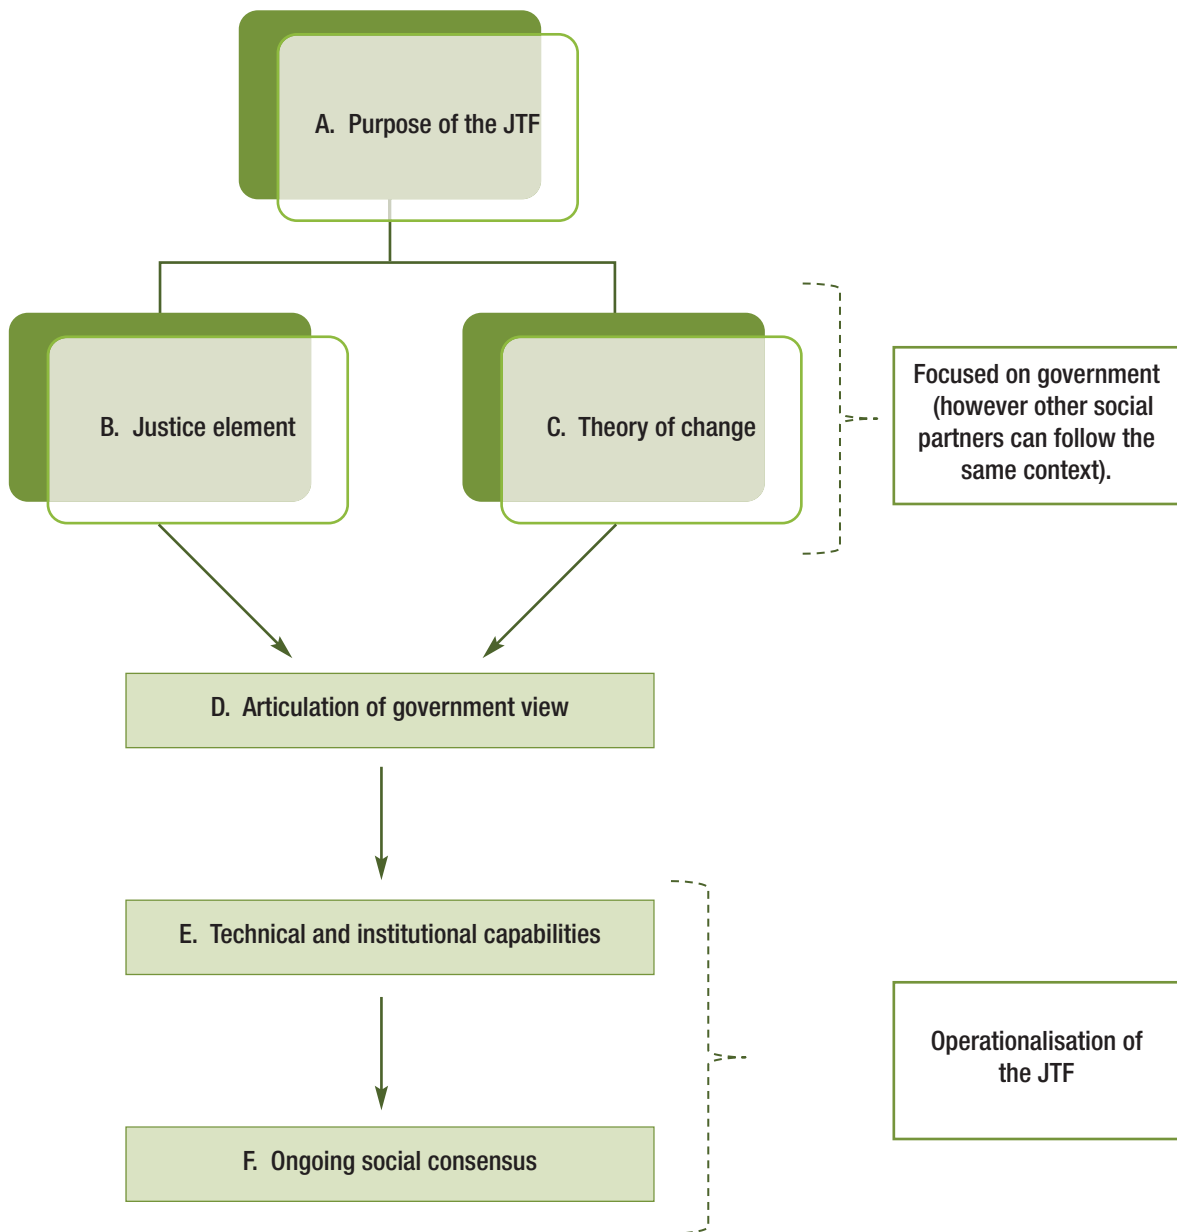 A. Purpose of the JTF
B. Justice element
C. Theory of change
Focused on government
(however other social
partners can follow the
same context).
D. Articulation of government view
E. Technical and institutional capabilities
Operationalisation of
the JTF
F. Ongoing social consensus